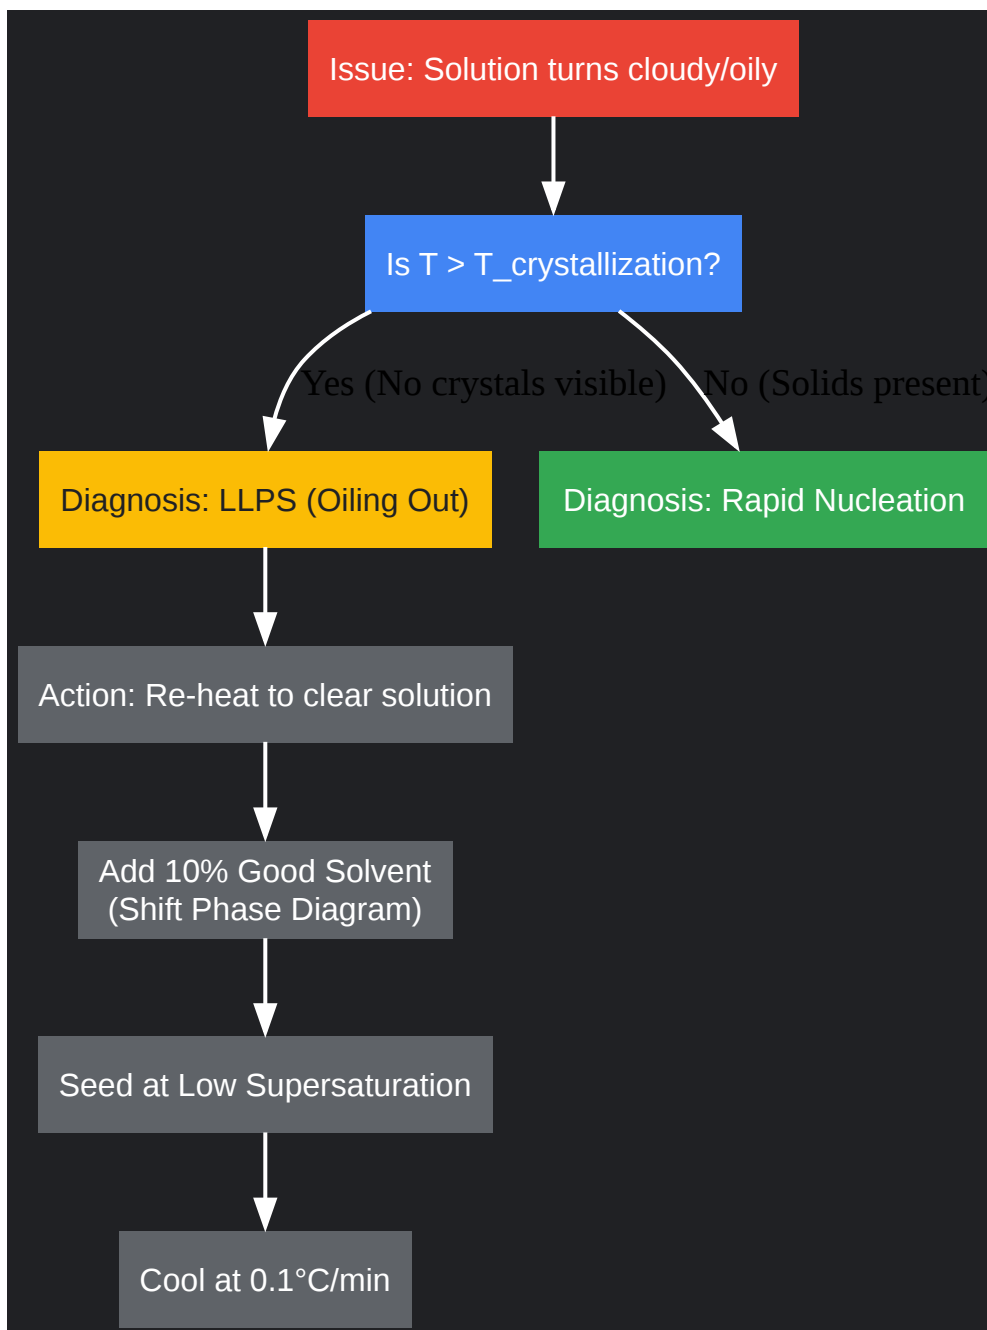 Issue: Solution turns cloudy/oily
Is T > T_crystallization?
Yes (No crystals visible)
No (Solids present)
Diagnosis: LLPS (Oiling Out)
Diagnosis: Rapid Nucleation
Action: Re-heat to clear solution
Add 10% Good Solvent
(Shift Phase Diagram)
Seed at Low Supersaturation
Cool at 0.1°C/min